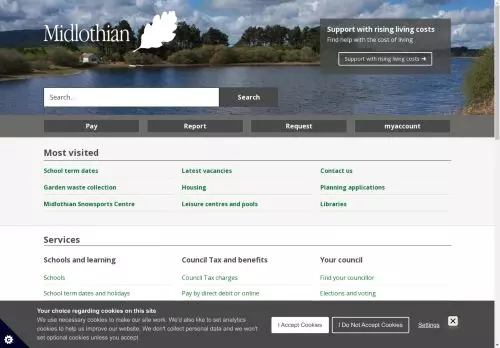 Midlothian
Support with rising living costs
Find help with the cost of living
Support with rising living costs →
Search...
Search
Pay
Report
Request
myaccount
Most visited
School term dates
Latest vacancies
Contact us
Garden waste collection
Housing
Planning applications
Midlothian Snowsports Centre
Leisure centres and pools
Libraries
Services
Schools and learning
Council Tax and benefits
Your council
Schools
Council Tax charges
Find your councillor
School term dates and holidays
Pay by direct debit or online
Elections and voting
Your choice regarding cookies on this site
We use necessary cookies to make our site work. We'd also like to set analytics
cookies to help us improve our website. We don't collect personal data and we won't
set optional cookies unless you accept.
I Accept Cookies
I Do Not Accept Cookies
Settings